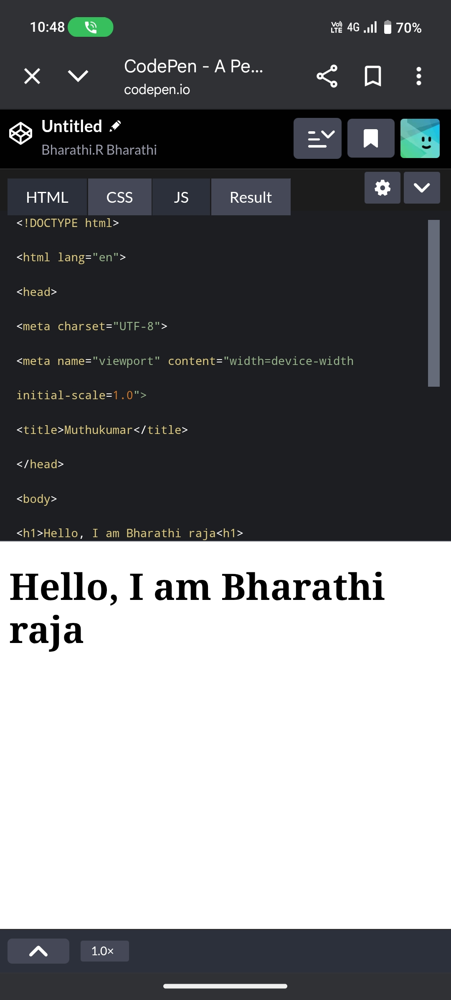 10:48 Vo)) LTE 4G 70%
CodePen - A Pe...
codepen.io
Untitled
Bharathi.R Bharathi
HTML CSS JS Result
<!DOCTYPE html>
<html lang="en">
<head>
<meta charset="UTF-8">
<meta name="viewport" content="width=device-width
initial-scale=1.0">
<title>Muthukumar</title>
</head>
<body>
<h1>Hello, I am Bharathi raja<h1>
Hello, I am Bharathi
raja
1.0×